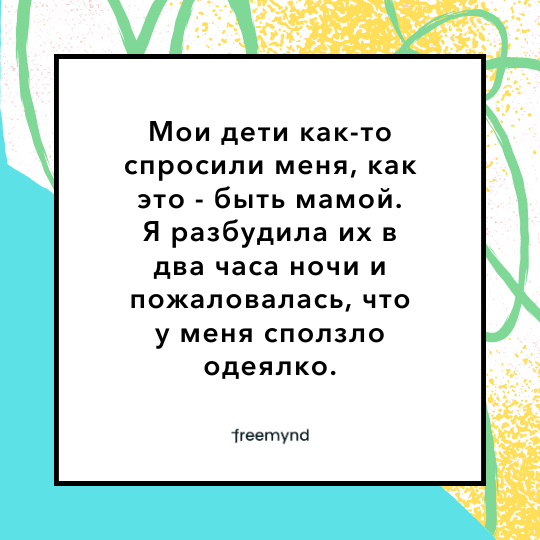 Мои дети как-то
спросили меня, как
это - быть мамой.
Я разбудила их в
два часа ночи и
пожаловалась, что
у меня сползло
одеялко.
freemynd